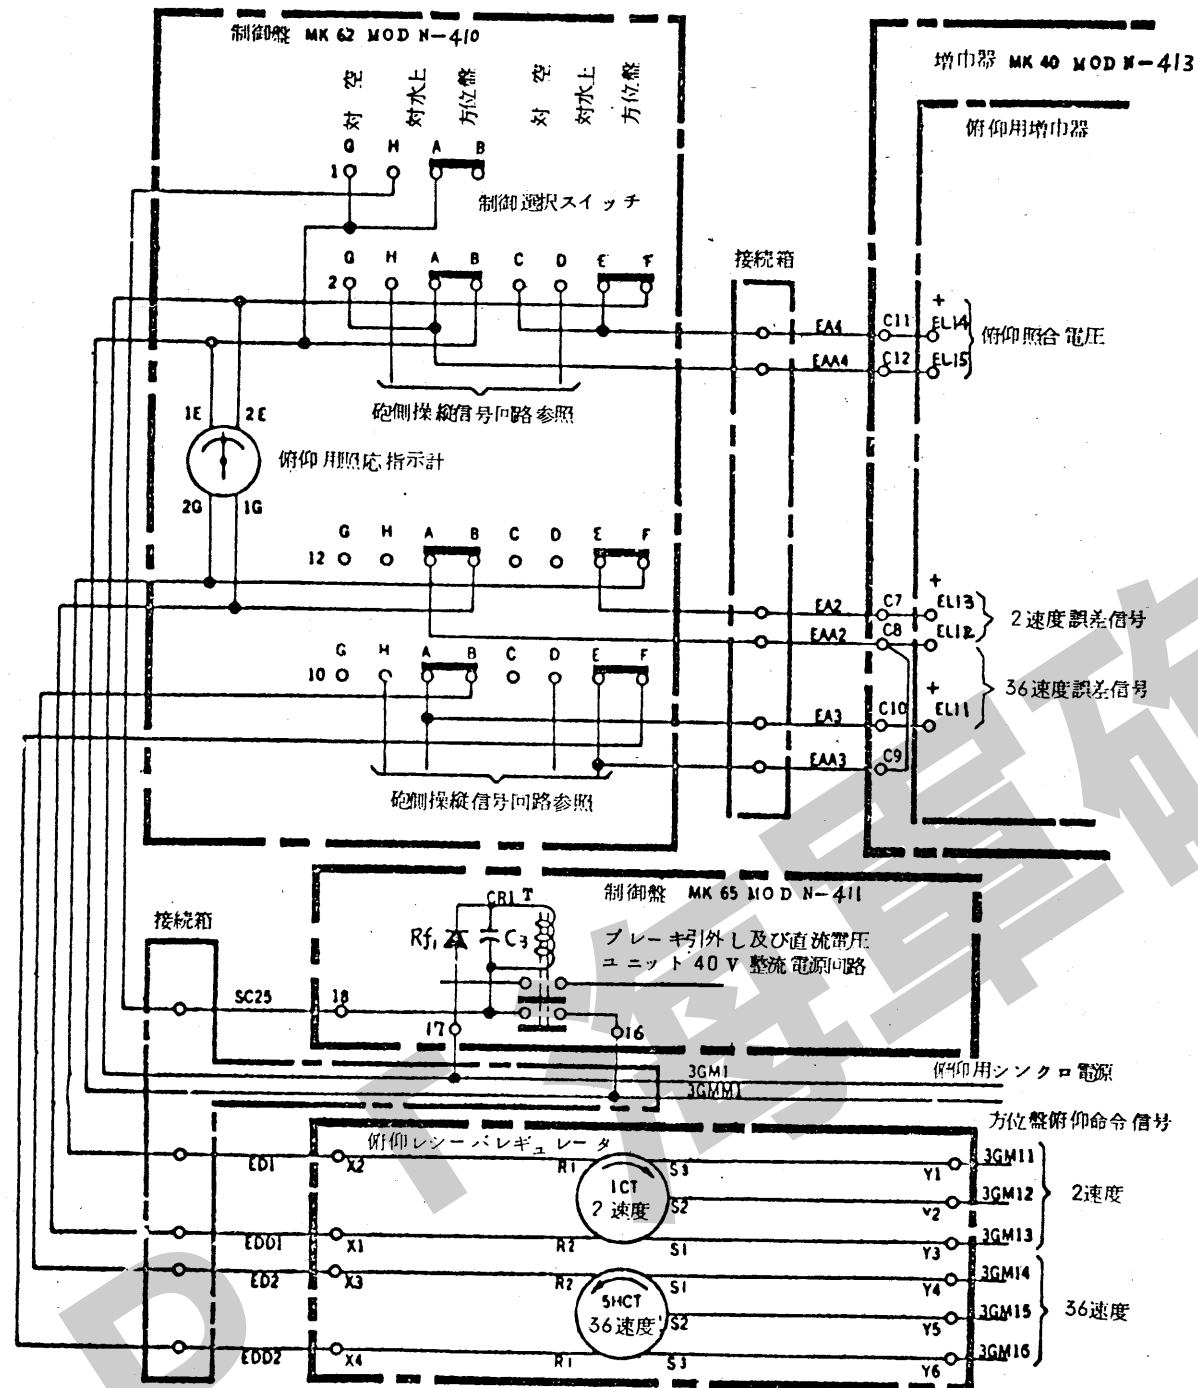 制御盤 MK 62 MOD N-410
対空 対水上 方位盤 対空 対水上 方位盤
G H A B
1
制御選択スイッチ
G H A B C D E F
2
砲側操縦信号回路参照
1E 2E
俯仰用照応指示計
2G 1G
G H A B C D E F
12
G H A B C D E F
10
砲側操縦信号回路参照
接続箱
EA4
EAA4
EA2
EAA2
EA3
EAA3
増巾器 MK 40 MOD N-413
俯仰用増巾器
+
C11 EL14
C12 EL15
俯仰照合電圧
+
C7 EL13
C8 EL12
2速度誤差信号
+
C10 EL11
C9
36速度誤差信号
制御盤 MK 65 MOD N-411
CR1 T
Rf1 C3
ブレーキ引外し及び直流電圧
ユニット 40V 整流電源回路
接続箱
SC25 18
17 16
3GM1
3GMM1
俯仰用シンクロ電源
方位盤俯仰命令信号
俯仰レシーバレギュレータ
ED1 X2 R1 S3 Y1 3GM11
1CT
2速度
S2 Y2 3GM12
2速度
EDD1 X1 R2 S1 Y3 3GM13
ED2 X3 R2 S1 Y4 3GM14
5HCT
36速度
S2 Y5 3GM15
36速度
EDD2 X4 R1 S3 Y6 3GM16